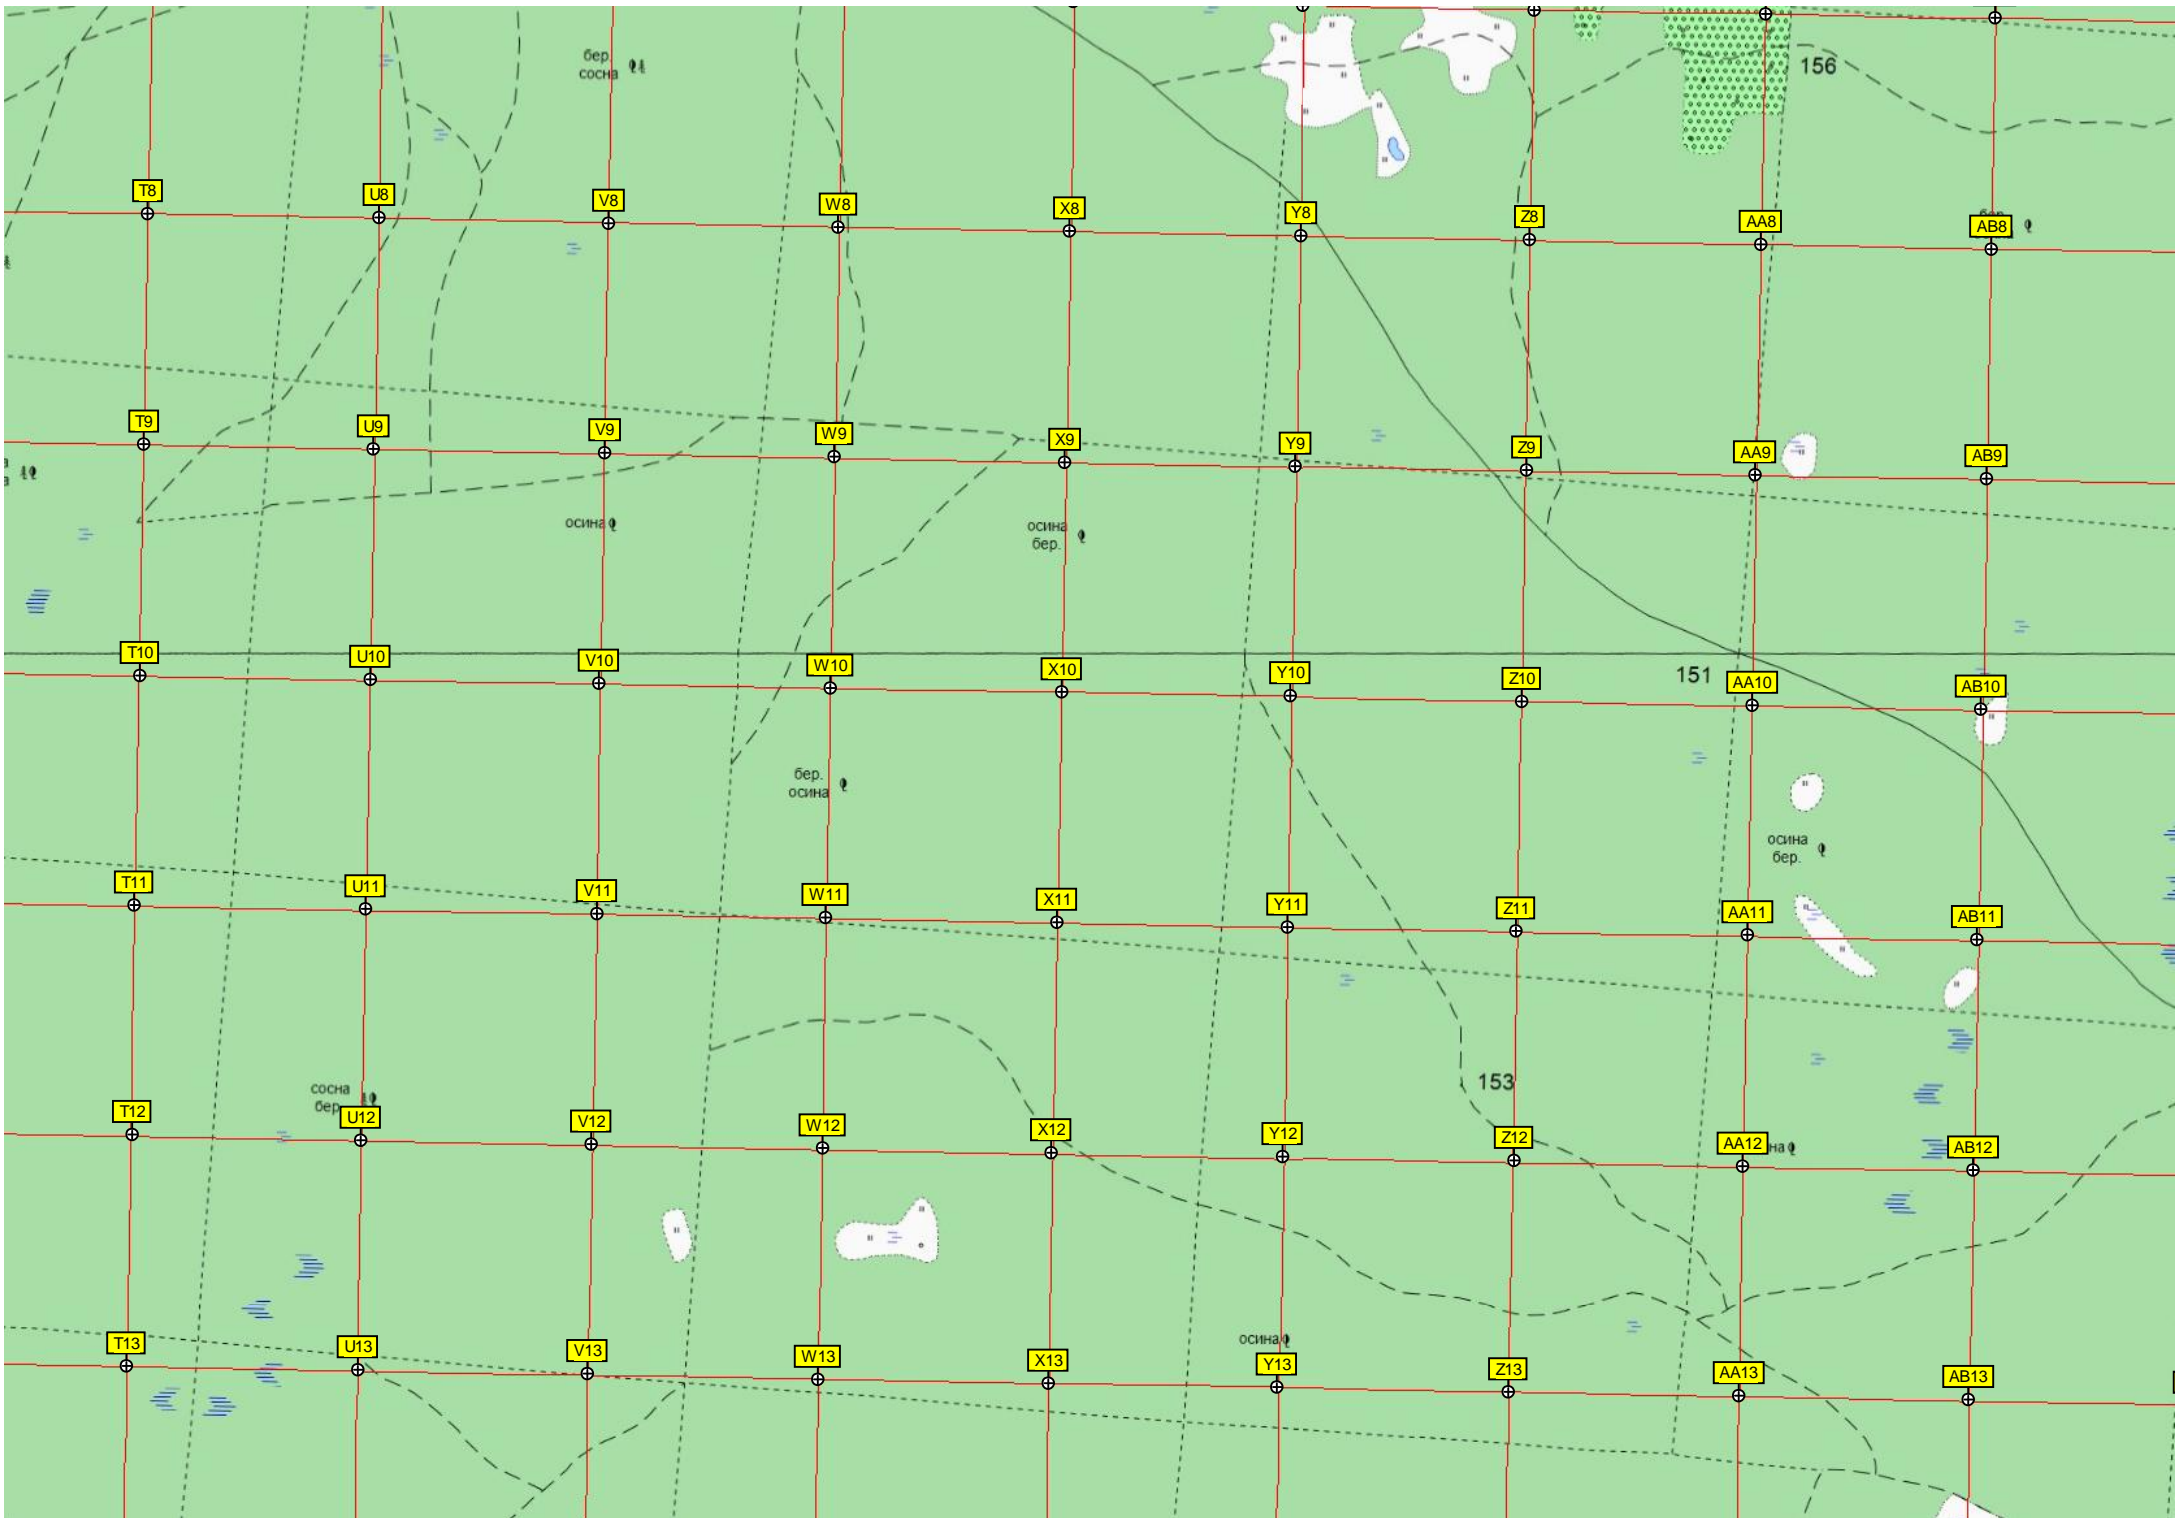 бер.
сосна
156
T8
U8
V8
W8
X8
Y8
Z8
AA8
AB8
T9
U9
V9
W9
X9
Y9
Z9
AA9
AB9
осина
осина
бер.
T10
U10
V10
W10
X10
Y10
Z10
151
AA10
AB10
бер.
осина
осина
бер.
T11
U11
V11
W11
X11
Y11
Z11
AA11
AB11
153
сосна
бер.
T12
U12
V12
W12
X12
Y12
Z12
AA12
на
AB12
осина
T13
U13
V13
W13
X13
Y13
Z13
AA13
AB13